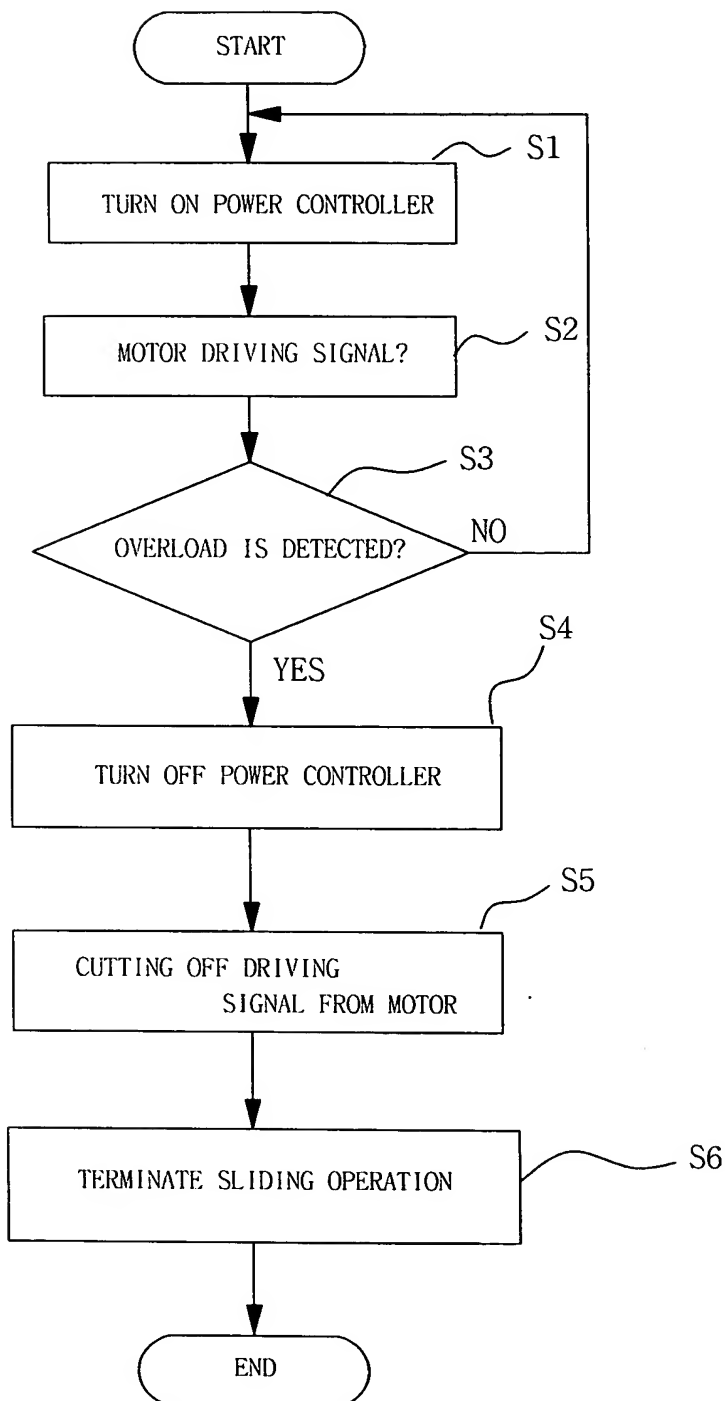 START
S1
TURN ON POWER CONTROLLER
S2
MOTOR DRIVING SIGNAL?
S3
OVERLOAD IS DETECTED?
NO
YES
S4
TURN OFF POWER CONTROLLER
S5
CUTTING OFF DRIVING
SIGNAL FROM MOTOR
S6
TERMINATE SLIDING OPERATION
END